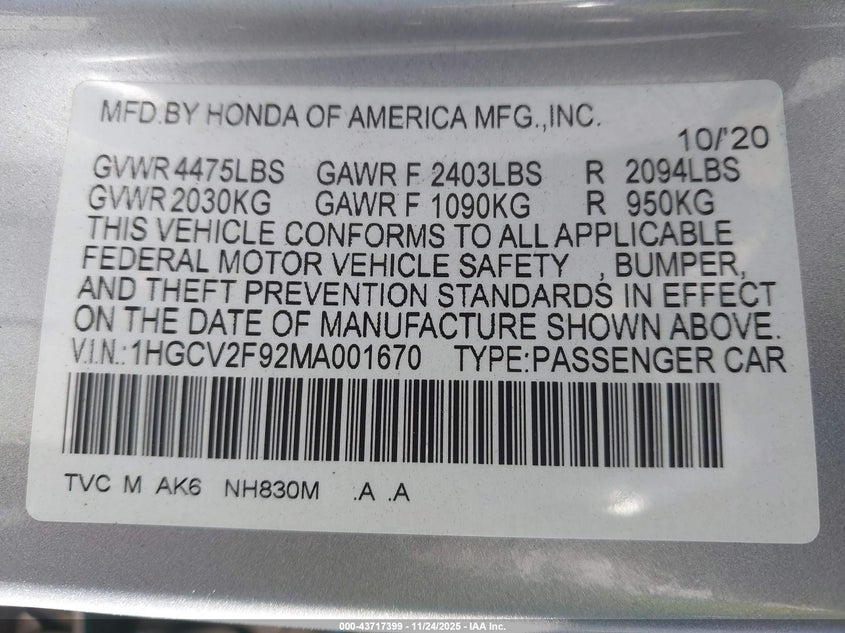 MFD.BY HONDA OF AMERICA MFG.,INC.
10/'20
GVWR 4475LBS GAWR F 2403LBS R 2094LBS
GVWR 2030KG GAWR F 1090KG R 950KG
THIS VEHICLE CONFORMS TO ALL APPLICABLE
FEDERAL MOTOR VEHICLE SAFETY , BUMPER,
AND THEFT PREVENTION STANDARDS IN EFFECT
ON THE DATE OF MANUFACTURE SHOWN ABOVE.
V.I.N.:1HGCV2F92MA001670 TYPE:PASSENGER CAR
TVC M AK6 NH830M .A .A
000-43717399 - 11/24/2025 - IAA Inc.